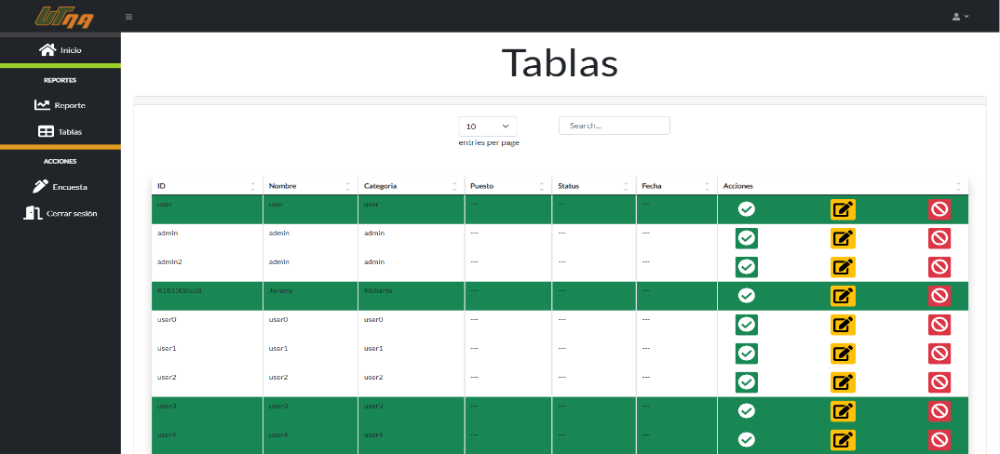 UTNA
Inicio
REPORTES
Reporte
Tablas
ACCIONES
Encuesta
Cerrar sesión
Tablas
10
entries per page
Search...
ID Nombre Categoria Puesto Status Fecha Acciones
user user user --- --- ---
admin admin admin --- --- ---
admin2 admin admin --- --- ---
R181308558 Jeremy Richarte --- --- ---
user0 user0 user0 --- --- ---
user1 user1 user1 --- --- ---
user2 user2 user2 --- --- ---
user3 user3 user3 --- --- ---
user4 user4 user4 --- --- ---